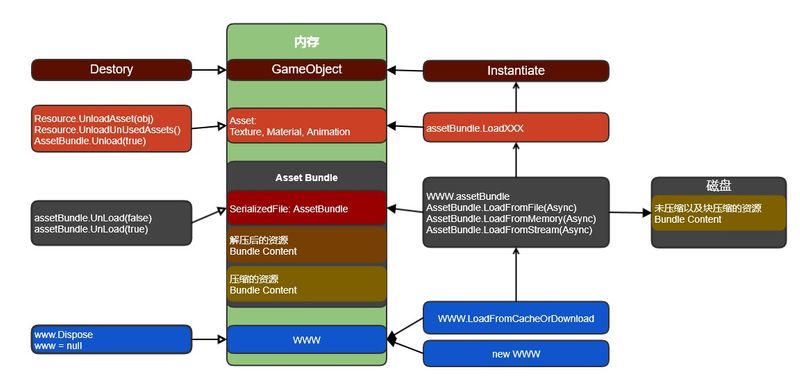 内存
Destory
GameObject
Instantiate
Resource.UnloadAsset(obj)
Resource.UnloadUnUsedAssets()
AssetBundle.Unload(true)
Asset:
Texture, Material, Animation
assetBundle.LoadXXX
Asset Bundle
assetBundle.UnLoad(false)
assetBundle.UnLoad(true)
SerializedFile: AssetBundle
WWW.assetBundle
AssetBundle.LoadFromFile(Async)
AssetBundle.LoadFromMemory(Async)
AssetBundle.LoadFromStream(Async)
磁盘
未压缩以及块压缩的资源
Bundle Content
解压后的资源
Bundle Content
压缩的资源
Bundle Content
www.Dispose
www = null
WWW
WWW.LoadFromCacheOrDownload
new WWW